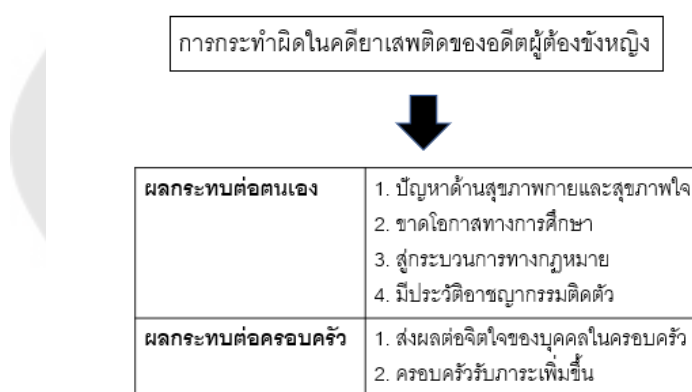 การกระทำผิดในคดียาเสพติดของอดีตผู้ต้องขังหญิง
ผลกระทบต่อตนเอง
1. ปัญหาด้านสุขภาพกายและสุขภาพใจ
2. ขาดโอกาสทางการศึกษา
3. สู่กระบวนการทางกฎหมาย
4. มีประวัติอาชญากรรมติดตัว
ผลกระทบต่อครอบครัว
1. ส่งผลต่อจิตใจของบุคคลในครอบครัว
2. ครอบครัวรับภาระเพิ่มขึ้น